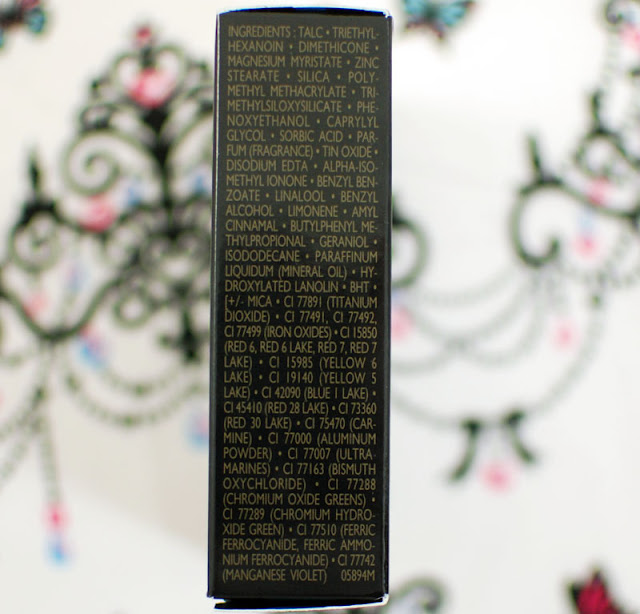 INGREDIENTS : TALC • TRIETHYL-
HEXANOIN • DIMETHICONE •
MAGNESIUM MYRISTATE • ZINC
STEARATE • SILICA • POLY-
METHYL METHACRYLATE • TRI-
METHYLSILOXYSILICATE • PHE-
NOXYETHANOL • CAPRYLYL
GLYCOL • SORBIC ACID • PAR-
FUM (FRAGRANCE) • TIN OXIDE •
DISODIUM EDTA • ALPHA-ISO-
METHYL IONONE • BENZYL BEN-
ZOATE • LINALOOL • BENZYL
ALCOHOL • LIMONENE • AMYL
CINNAMAL • BUTYLPHENYL ME-
THYLPROPIONAL • GERANIOL •
ISODODECANE • PARAFFINUM
LIQUIDUM (MINERAL OIL) • HY-
DROXYLATED LANOLIN • BHT •
[+/- MICA • CI 77891 (TITANIUM
DIOXIDE) • CI 77491, CI 77492,
CI 77499 (IRON OXIDES) • CI 15850
(RED 6, RED 6 LAKE, RED 7, RED 7
LAKE) • CI 15985 (YELLOW 6
LAKE) • CI 19140 (YELLOW 5
LAKE) • CI 42090 (BLUE 1 LAKE) •
CI 45410 (RED 28 LAKE) • CI 73360
(RED 30 LAKE) • CI 75470 (CAR-
MINE) • CI 77000 (ALUMINUM
POWDER) • CI 77007 (ULTRA-
MARINES) • CI 77163 (BISMUTH
OXYCHLORIDE) • CI 77288
(CHROMIUM OXIDE GREENS) •
CI 77289 (CHROMIUM HYDRO-
XIDE GREEN) • CI 77510 (FERRIC
FERROCYANIDE, FERRIC AMMO-
NIUM FERROCYANIDE) • CI 77742
(MANGANESE VIOLET) 05894M